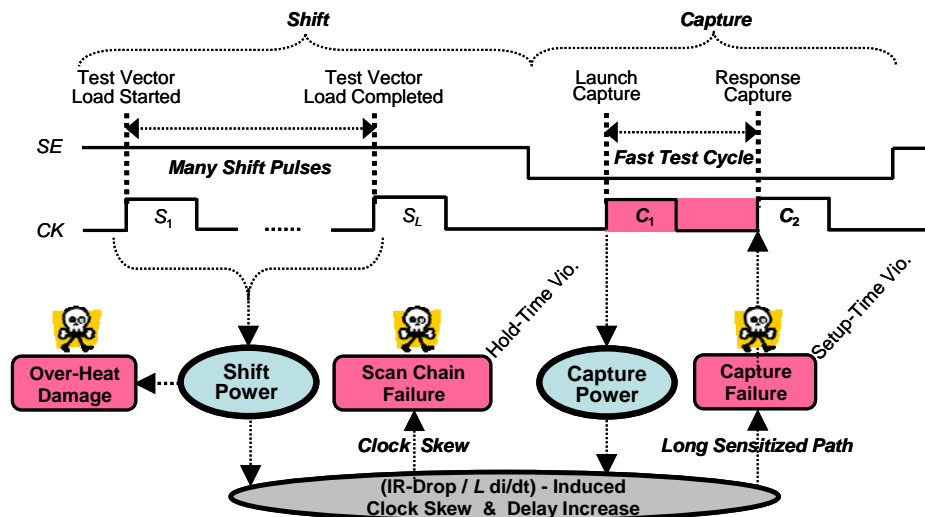 Shift
Capture
Test Vector
Load Started
Test Vector
Load Completed
Launch
Capture
Response
Capture
SE
Many Shift Pulses
Fast Test Cycle
CK
S1
......
SL
C1
C2
Hold-Time Vio.
Setup-Time Vio.
Over-Heat
Damage
Shift
Power
Scan Chain
Failure
Capture
Power
Capture
Failure
Clock Skew
Long Sensitized Path
(IR-Drop / L di/dt) - Induced
Clock Skew & Delay Increase